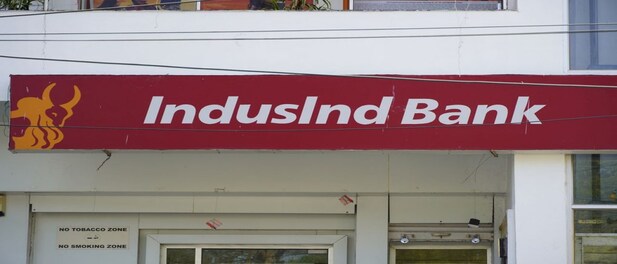 IndusInd Bank
NO TOBACCO ZONE
NO SMOKING ZONE